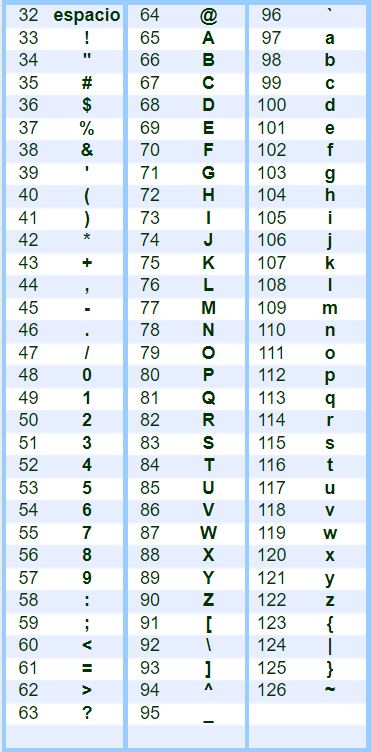 32 espacio 64 @ 96 `
33 ! 65 A 97 a
34 " 66 B 98 b
35 # 67 C 99 c
36 $ 68 D 100 d
37 % 69 E 101 e
38 & 70 F 102 f
39 ' 71 G 103 g
40 ( 72 H 104 h
41 ) 73 I 105 i
42 * 74 J 106 j
43 + 75 K 107 k
44 , 76 L 108 l
45 - 77 M 109 m
46 . 78 N 110 n
47 / 79 O 111 o
48 0 80 P 112 p
49 1 81 Q 113 q
50 2 82 R 114 r
51 3 83 S 115 s
52 4 84 T 116 t
53 5 85 U 117 u
54 6 86 V 118 v
55 7 87 W 119 w
56 8 88 X 120 x
57 9 89 Y 121 y
58 : 90 Z 122 z
59 ; 91 [ 123 {
60 < 92 \ 124 |
61 = 93 ] 125 }
62 > 94 ^ 126 ~
63 ? 95 _